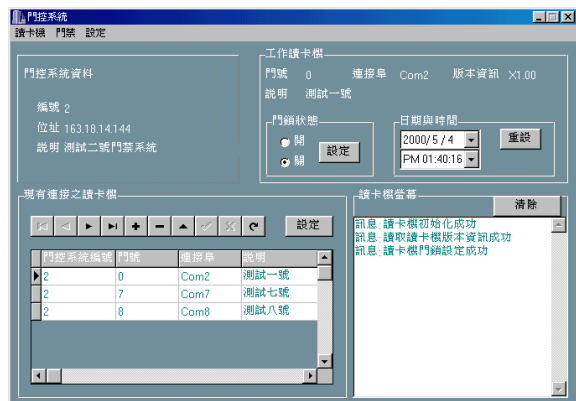 門控系統
讀卡機 門禁 設定
門控系統資料
編號 2
位址 163.18.14.144
說明 測試二號門禁系統
工作讀卡機
門號 0 連接阜 Com2 版本資訊 X1.00
說明 測試一號
門鎖狀態
開
關
設定
日期與時間
2000/ 5 / 4
PM 01:40:16
重設
現有連接之讀卡機
設定
門控系統編號 門號 連接阜 說明
2 0 Com2 測試一號
2 7 Com7 測試七號
2 8 Com8 測試八號
讀卡機螢幕
清除
訊息:讀卡機初始化成功
訊息:讀取讀卡機版本資訊成功
訊息:讀卡機門鎖設定成功